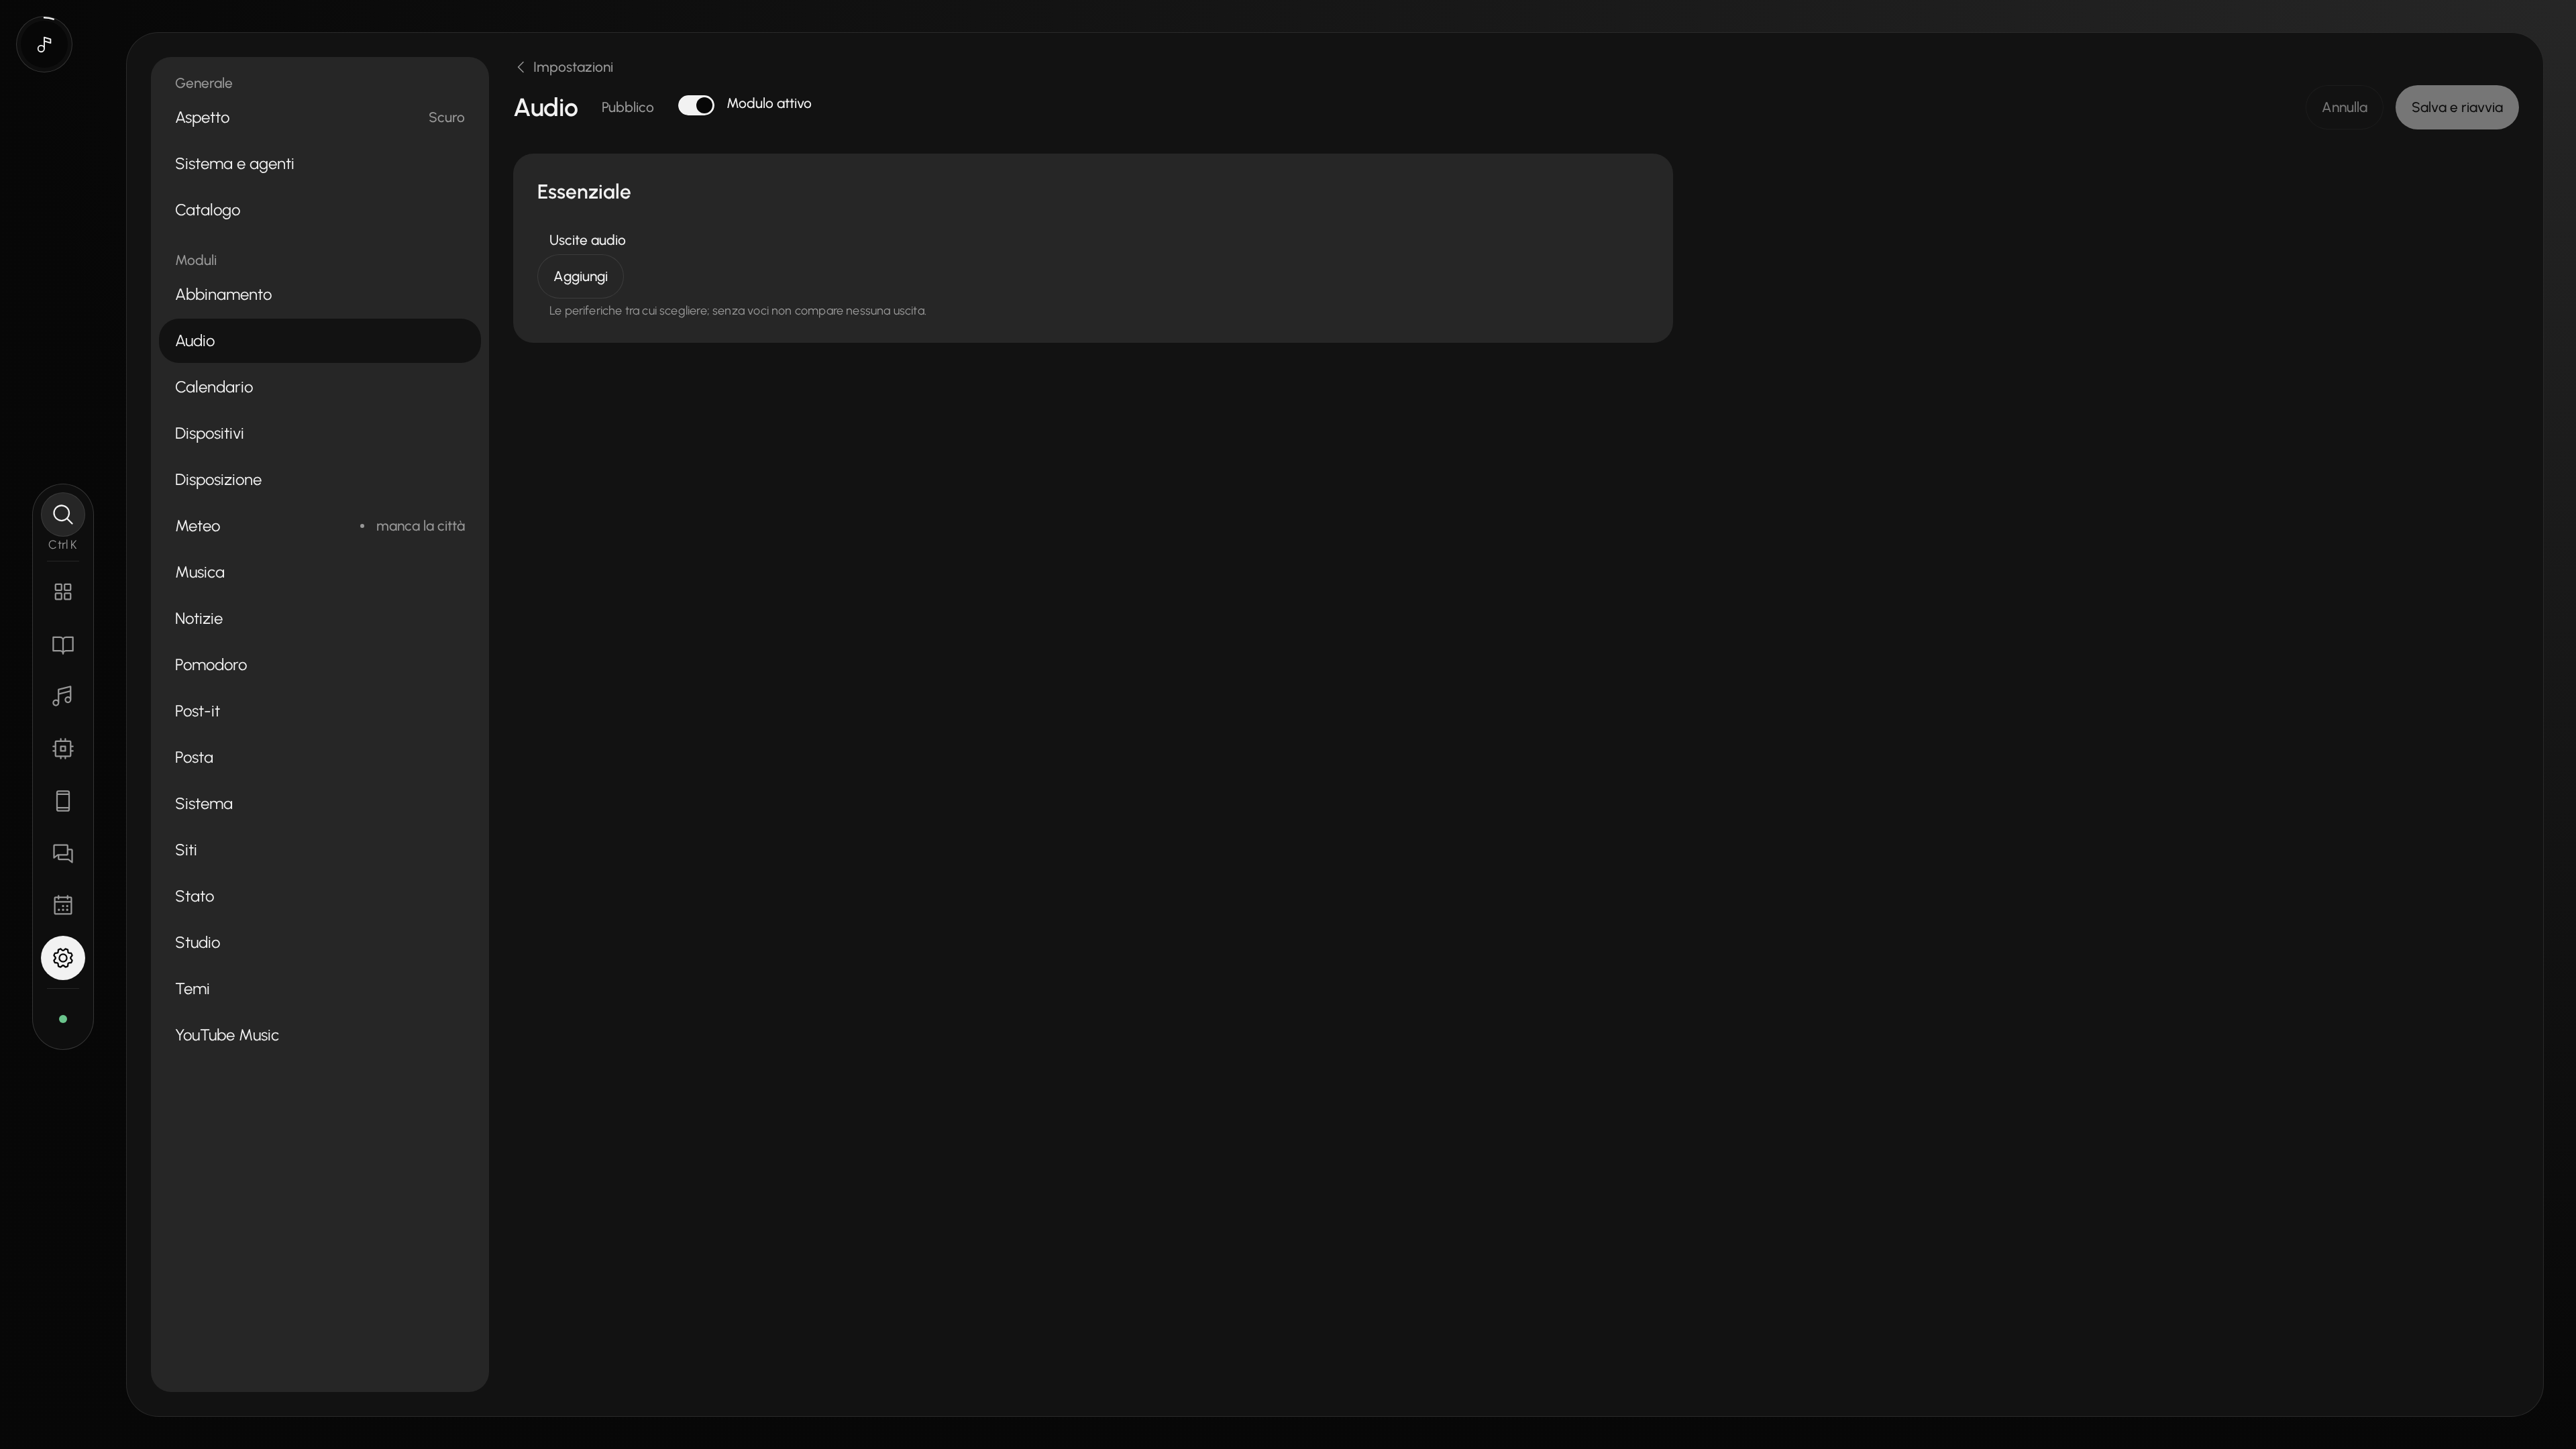 Impostazioni
Generale
Audio Pubblico Modulo attivo
Annulla Salva e riavvia
Aspetto Scuro
Sistema e agenti
Catalogo
Moduli
Abbinamento
Audio
Calendario
Dispositivi
Disposizione
Meteo • manca la città
Musica
Notizie
Pomodoro
Post-it
Posta
Sistema
Siti
Stato
Studio
Temi
YouTube Music
Essenziale
Uscite audio
Aggiungi
Le periferiche tra cui scegliere; senza voci non compare nessuna uscita.
Ctrl K